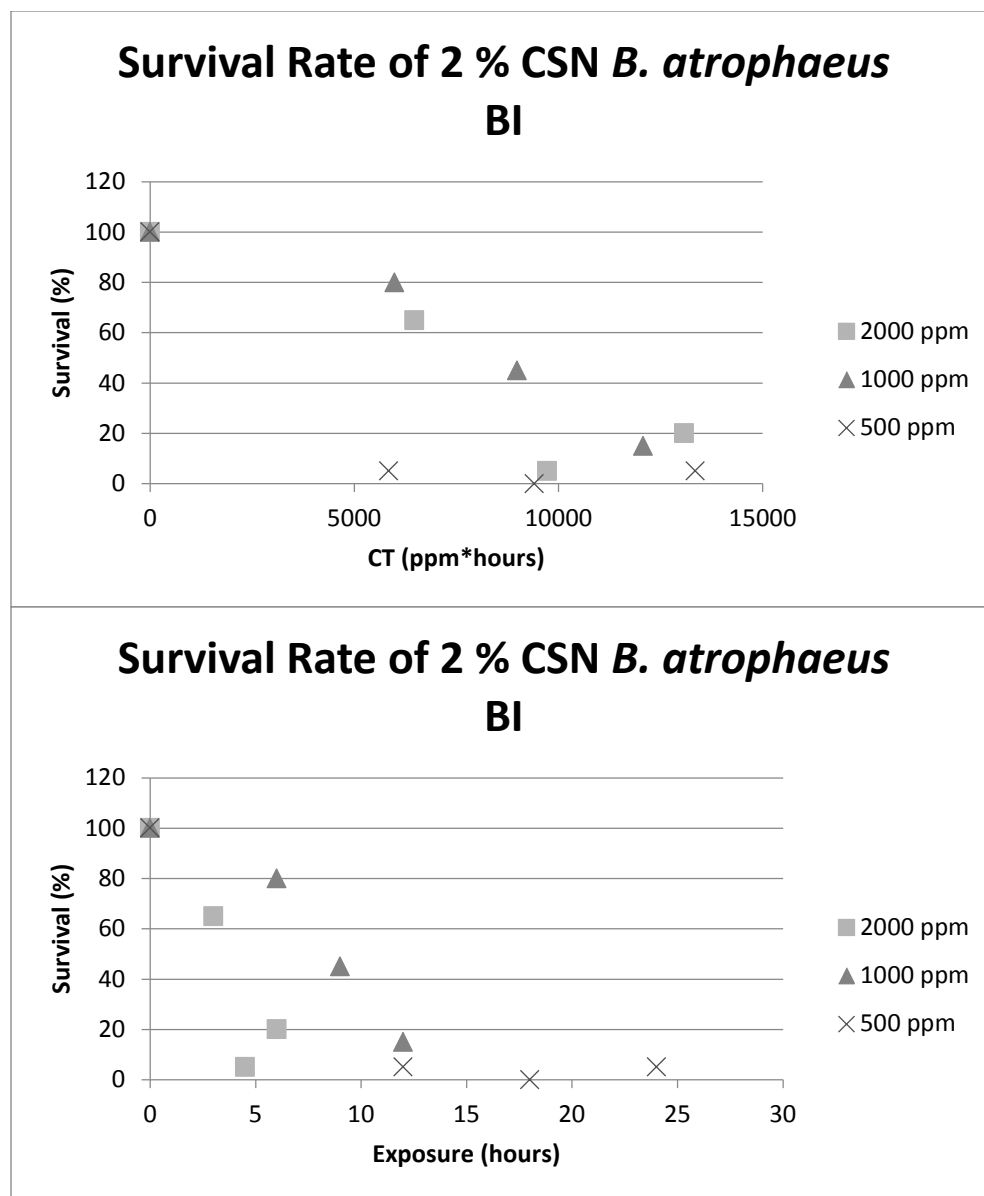 Survival Rate of 2 % CSN B. atrophaeus
BI
120
100
80
60
40
20
0
Survival (%)
0 5000 10000 15000
CT (ppm*hours)
2000 ppm
1000 ppm
500 ppm
Survival Rate of 2 % CSN B. atrophaeus
BI
120
100
80
60
40
20
0
Survival (%)
0 5 10 15 20 25 30
Exposure (hours)
2000 ppm
1000 ppm
500 ppm